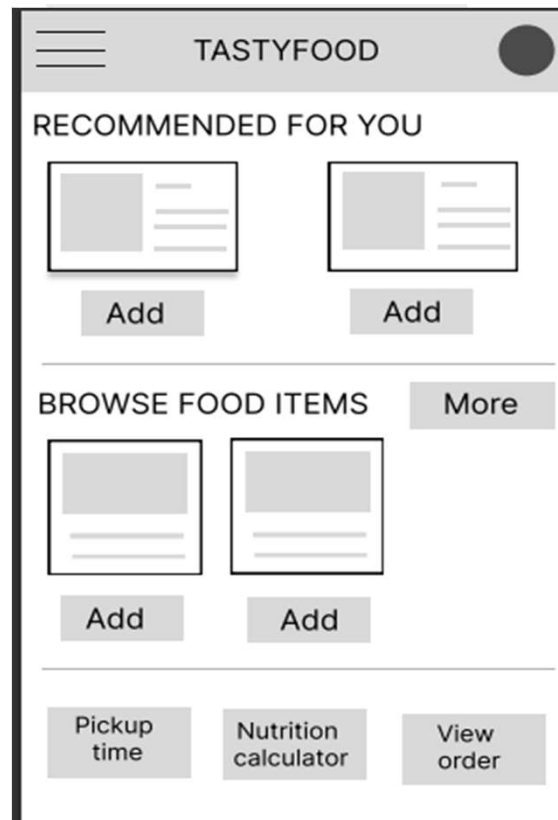 TASTYFOOD
RECOMMENDED FOR YOU
Add
Add
BROWSE FOOD ITEMS
More
Add
Add
Pickup
time
Nutrition
calculator
View
order